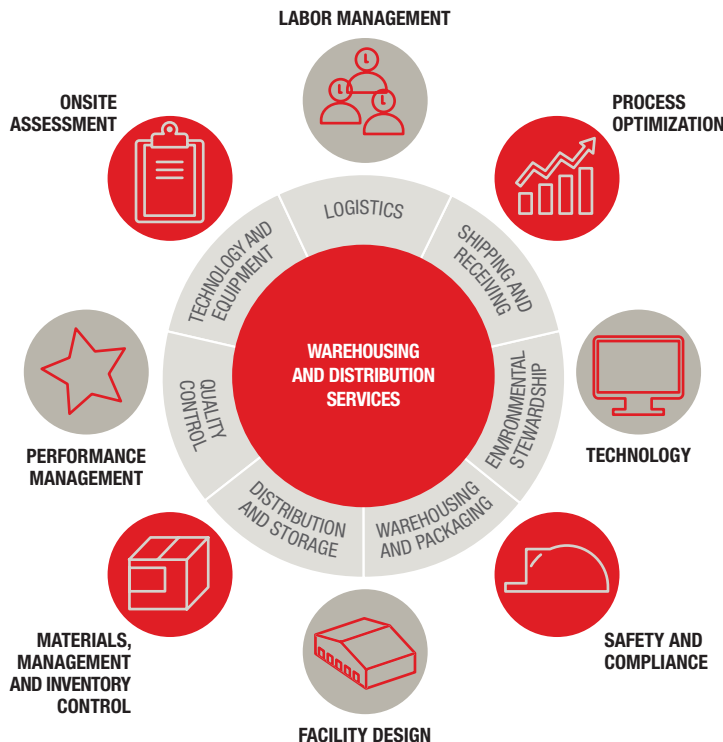 LABOR MANAGEMENT
ONSITE
ASSESSMENT
PROCESS
OPTIMIZATION
LOGISTICS
TECHNOLOGY AND
EQUIPMENT
SHIPPING AND
RECEIVING
WAREHOUSING
AND DISTRIBUTION
SERVICES
QUALITY
CONTROL
ENVIRONMENTAL
STEWARDSHIP
PERFORMANCE
MANAGEMENT
TECHNOLOGY
DISTRIBUTION
AND STORAGE
WAREHOUSING
AND PACKAGING
MATERIALS,
MANAGEMENT
AND INVENTORY
CONTROL
SAFETY AND
COMPLIANCE
FACILITY DESIGN